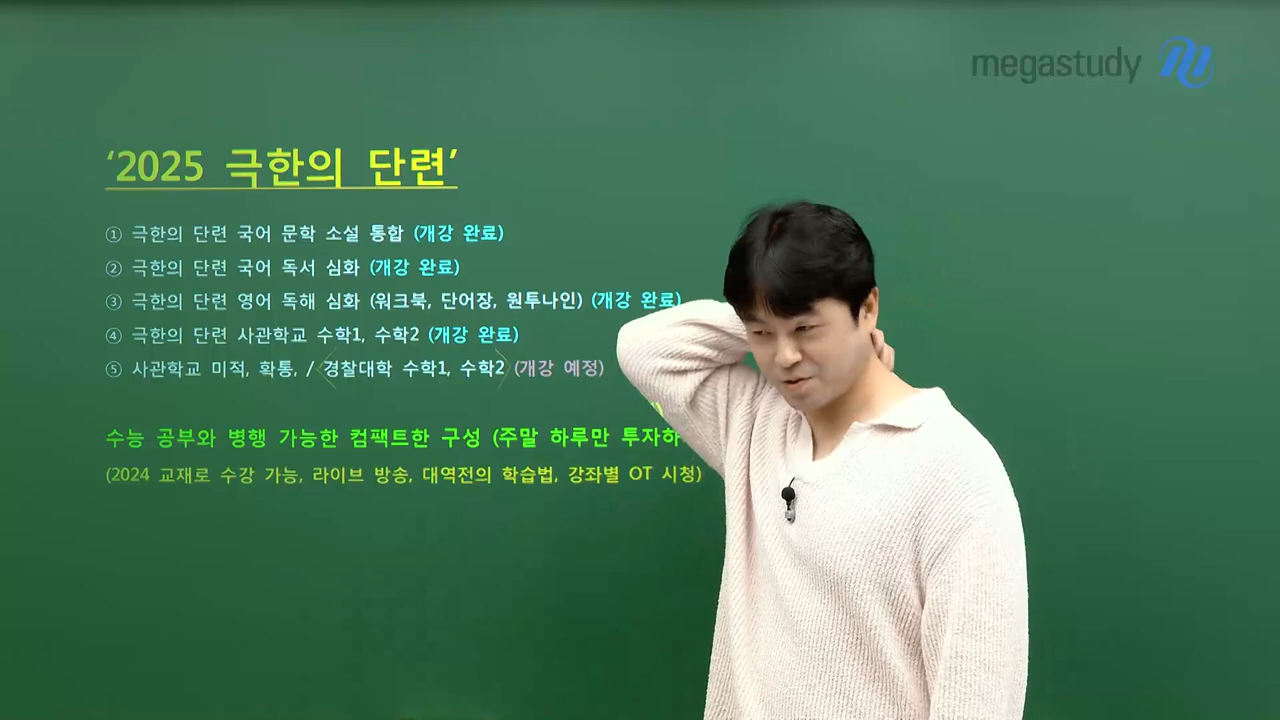 megastudy
‘2025 극한의 단련’
① 극한의 단련 국어 문학 소설 통합 (개강 완료)
② 극한의 단련 국어 독서 심화 (개강 완료)
③ 극한의 단련 영어 독해 심화 (워크북, 단어장, 원투나인) (개강 완료)
④ 극한의 단련 사관학교 수학1, 수학2 (개강 완료)
⑤ 사관학교 미적, 확통, / 경찰대학 수학1, 수학2 (개강 예정)
수능 공부와 병행 가능한 컴팩트한 구성 (주말 하루만 투자하
(2024 교재로 수강 가능, 라이브 방송, 대역전의 학습법, 강좌별 OT 시청)